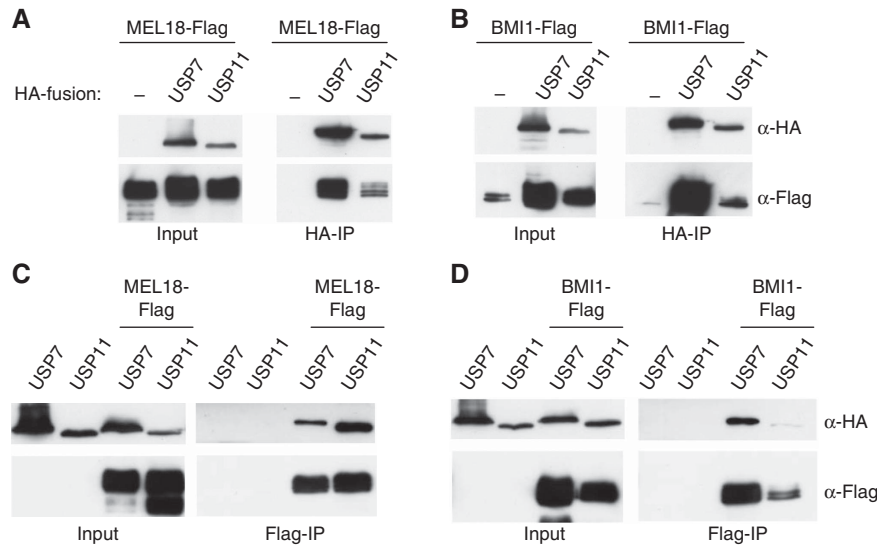 A
MEL18-Flag
MEL18-Flag
HA-fusion:
–
USP7
USP11
–
USP7
USP11
Input
HA-IP
B
BMI1-Flag
BMI1-Flag
–
USP7
USP11
–
USP7
USP11
α-HA
α-Flag
Input
HA-IP
C
MEL18-
Flag
MEL18-
Flag
USP7
USP11
USP7
USP11
USP7
USP11
USP7
USP11
Input
Flag-IP
D
BMI1-
Flag
BMI1-
Flag
USP7
USP11
USP7
USP11
USP7
USP11
USP7
USP11
α-HA
α-Flag
Input
Flag-IP